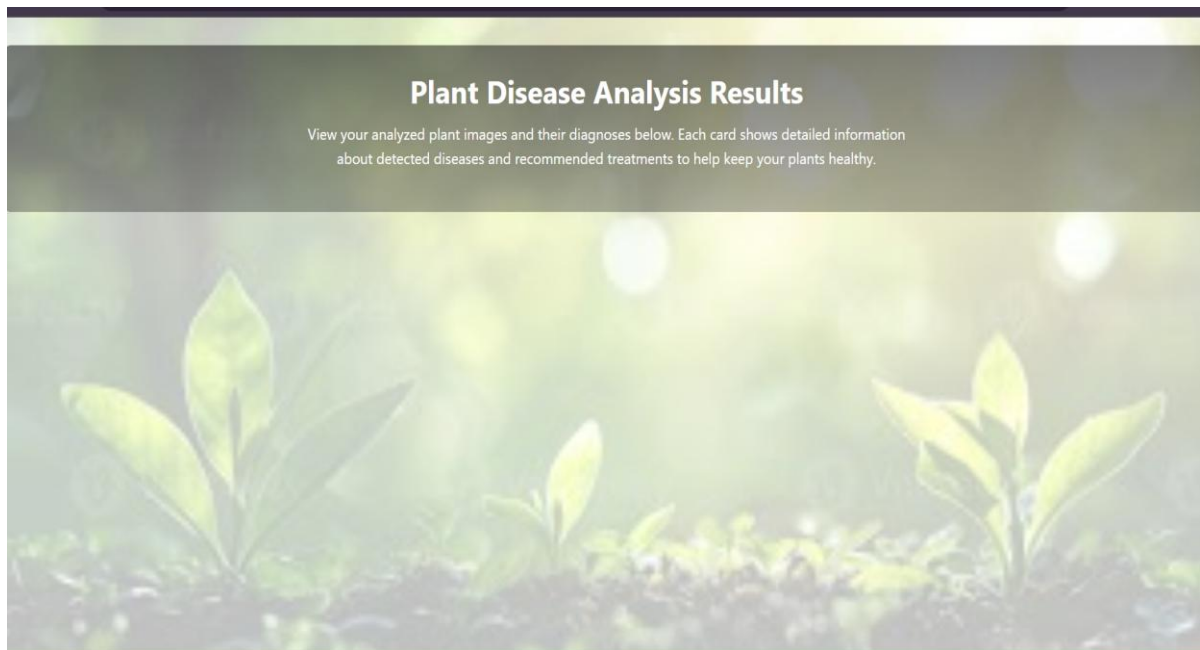 Plant Disease Analysis Results
View your analyzed plant images and their diagnoses below. Each card shows detailed information
about detected diseases and recommended treatments to help keep your plants healthy.